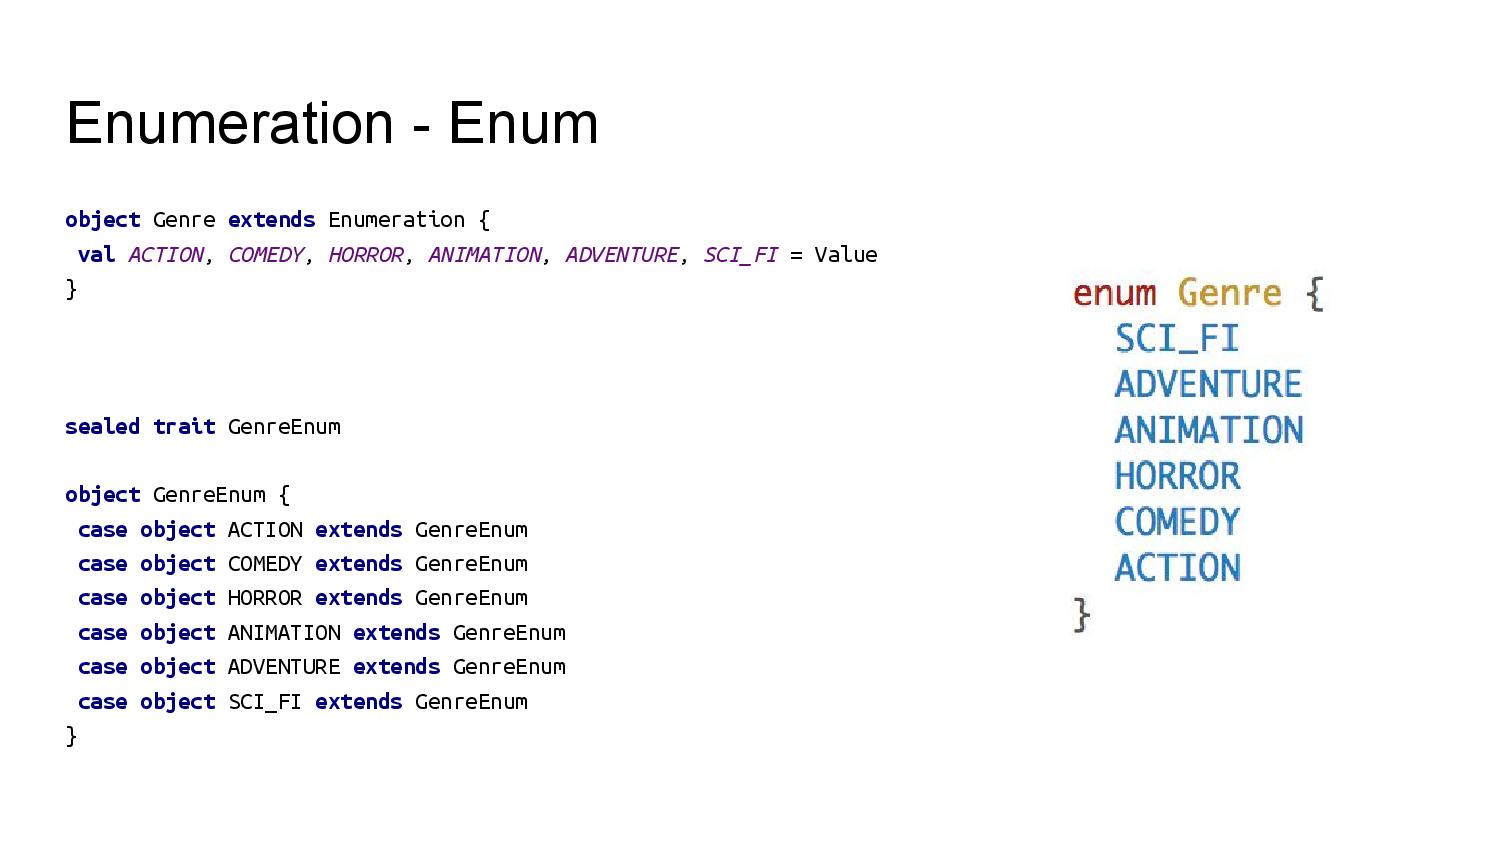 Enumeration - Enum
object Genre extends Enumeration {
 val ACTION, COMEDY, HORROR, ANIMATION, ADVENTURE, SCI_FI = Value
}
sealed trait GenreEnum
object GenreEnum {
 case object ACTION extends GenreEnum
 case object COMEDY extends GenreEnum
 case object HORROR extends GenreEnum
 case object ANIMATION extends GenreEnum
 case object ADVENTURE extends GenreEnum
 case object SCI_FI extends GenreEnum
}
enum Genre {
  SCI_FI
  ADVENTURE
  ANIMATION
  HORROR
  COMEDY
  ACTION
}